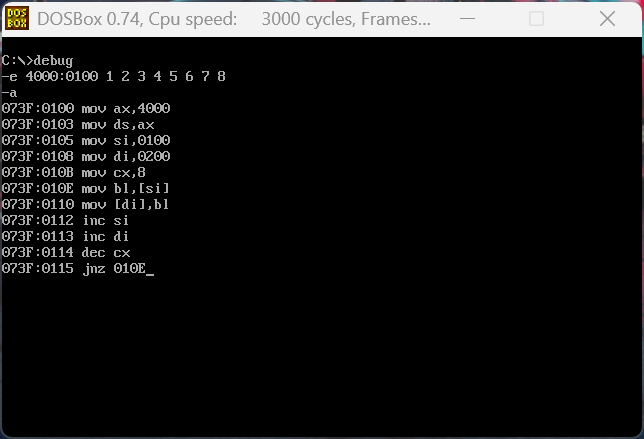 DOS BOX DOSBox 0.74, Cpu speed: 3000 cycles, Frames...
C:\>debug
-e 4000:0100 1 2 3 4 5 6 7 8
-a
073F:0100 mov ax,4000
073F:0103 mov ds,ax
073F:0105 mov si,0100
073F:0108 mov di,0200
073F:010B mov cx,8
073F:010E mov bl,[si]
073F:0110 mov [di],bl
073F:0112 inc si
073F:0113 inc di
073F:0114 dec cx
073F:0115 jnz 010E_